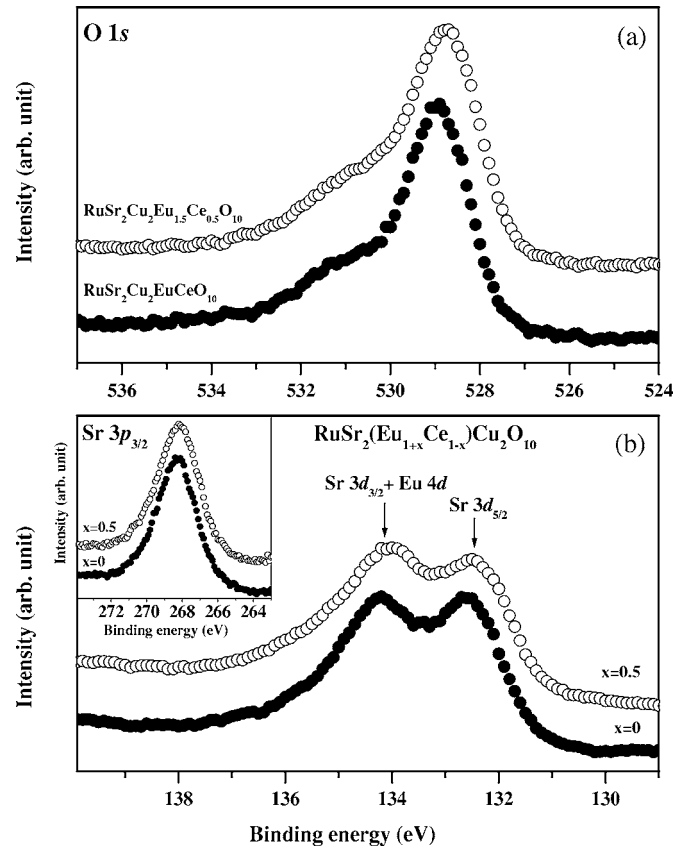 O 1s
(a)
Intensity (arb. unit)
RuSr₂Cu₂Eu₁.₅Ce₀.₅O₁₀
RuSr₂Cu₂EuCeO₁₀
536 534 532 530 528 526 524
Sr 3p₃/₂
RuSr₂(Eu₁₊ₓCe₁₋ₓ)Cu₂O₁₀
(b)
Intensity (arb. unit)
x=0.5
x=0
272 270 268 266 264
Binding energy (eV)
Sr 3d₃/₂+ Eu 4d
Sr 3d₅/₂
Intensity (arb. unit)
x=0.5
x=0
138 136 134 132 130
Binding energy (eV)